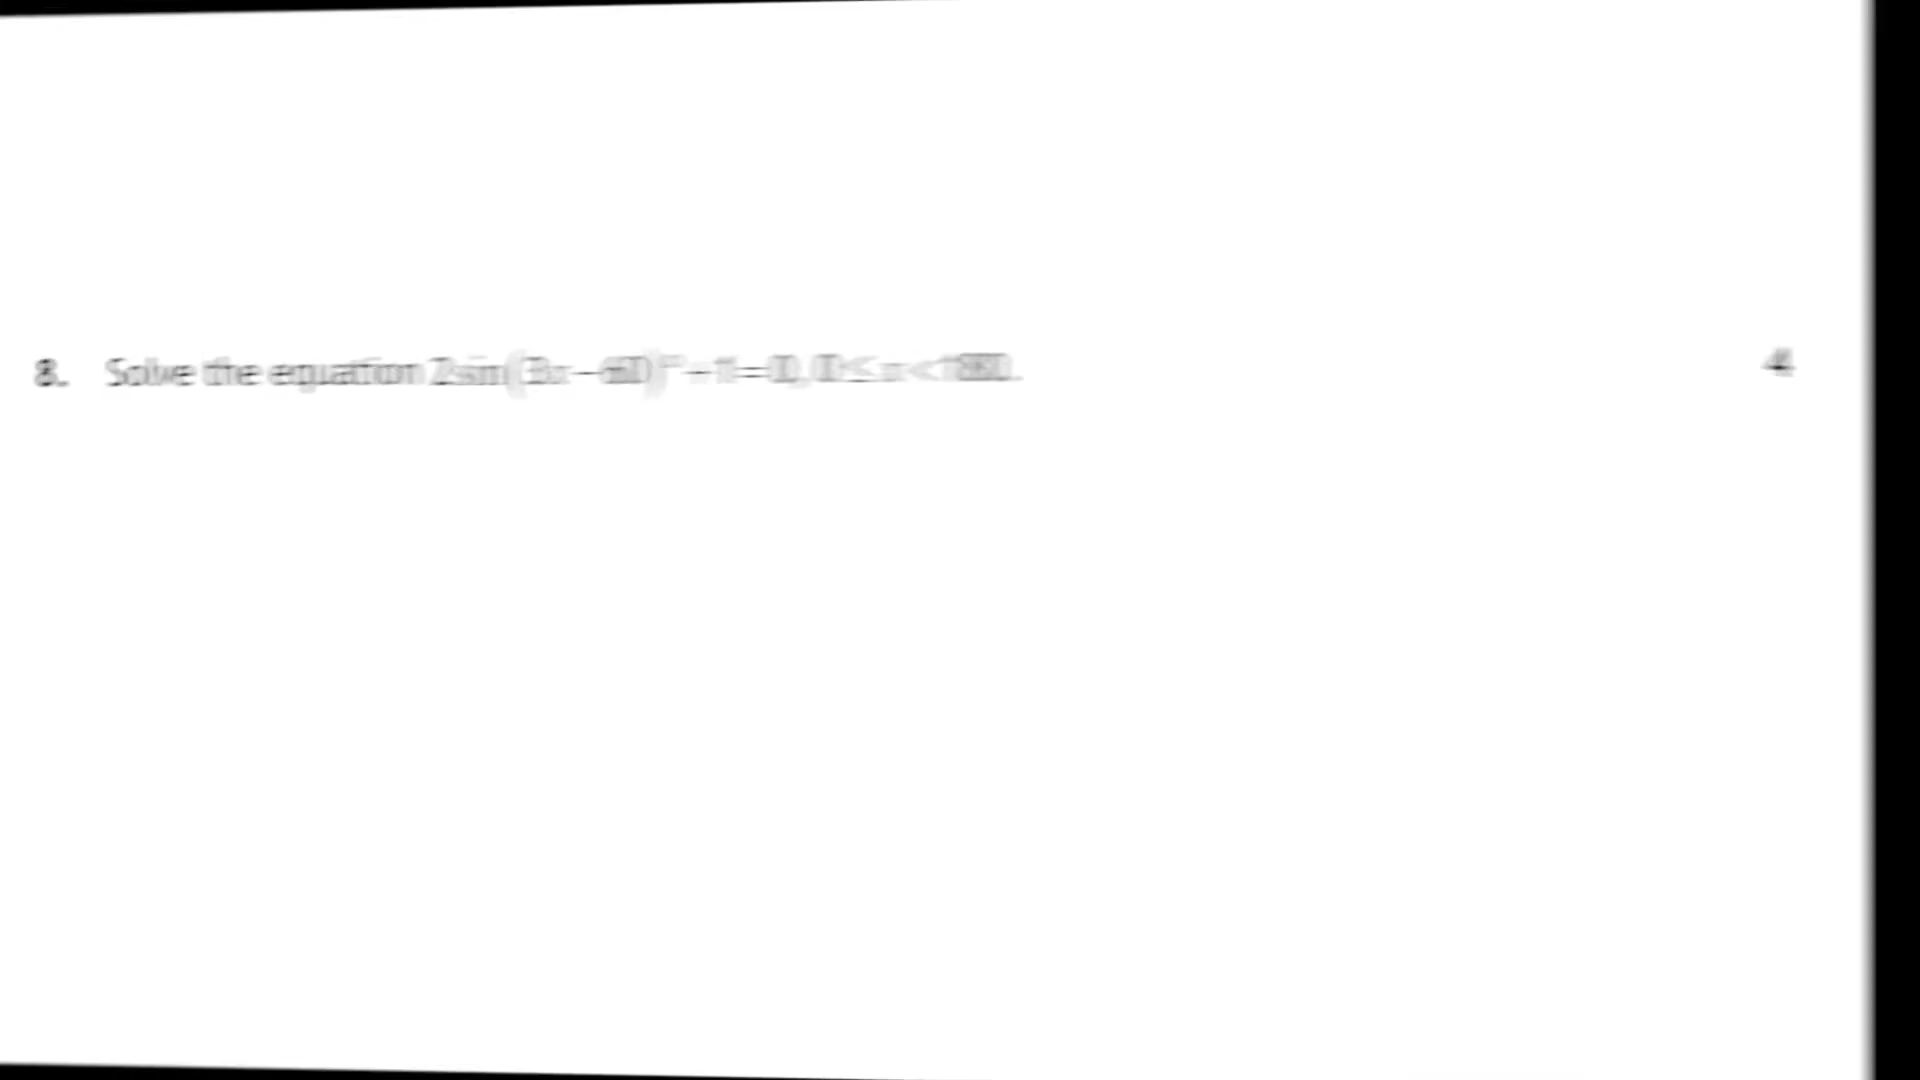 8. Solve the equation 2sin(3x−60)°+1=0, 0≤x<180. 4